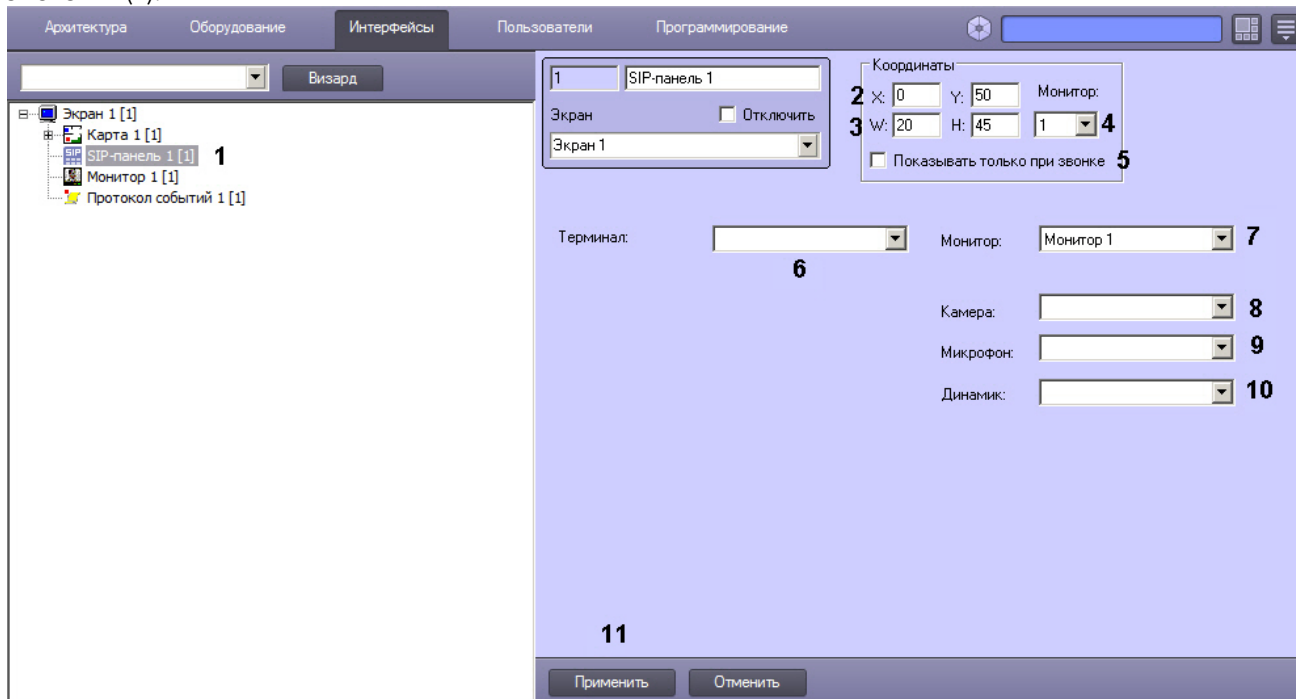 Архитектура Оборудование Интерфейсы Пользователи Программирование
Визард
Экран 1 [1]
Карта 1 [1]
SIP SIP-панель 1 [1] 1
Монитор 1 [1]
Протокол событий 1 [1]
1 SIP-панель 1
Экран Отключить
Экран 1
Координаты
2 X: 0 Y: 50 Монитор:
3 W: 20 H: 45 1 4
Показывать только при звонке 5
Терминал: 6
Монитор: Монитор 1 7
Камера: 8
Микрофон: 9
Динамик: 10
11
Применить Отменить